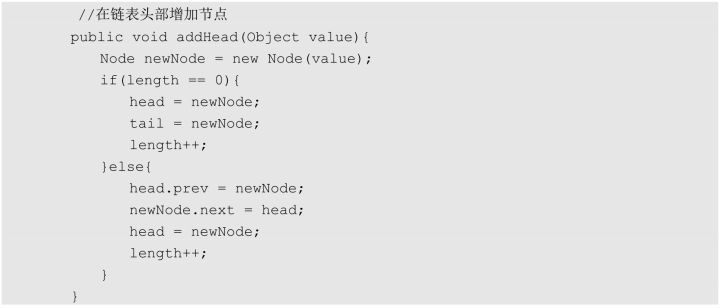 //在链表头部增加节点
public void addHead(Object value){
Node newNode = new Node(value);
if(length == 0){
head = newNode;
tail = newNode;
length++;
}else{
head.prev = newNode;
newNode.next = head;
head = newNode;
length++;
}
}